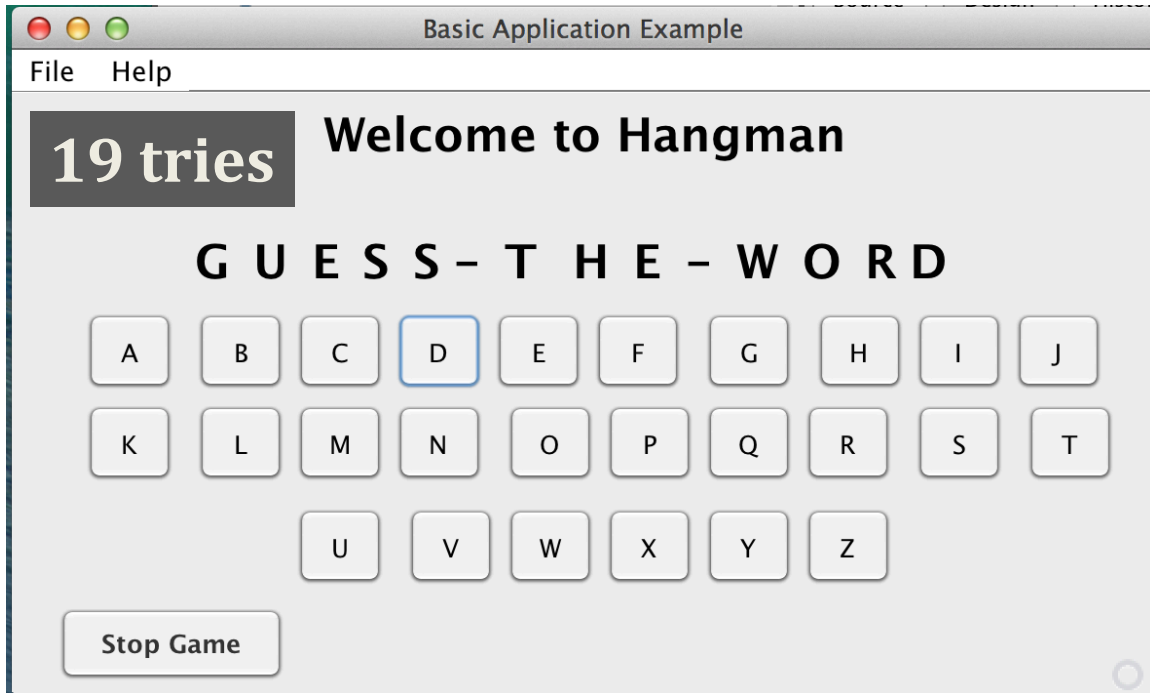 Basic Application Example
File Help
19 tries
Welcome to Hangman
G U E S S – T H E – W O R D
A B C D E F G H I J
K L M N O P Q R S T
U V W X Y Z
Stop Game